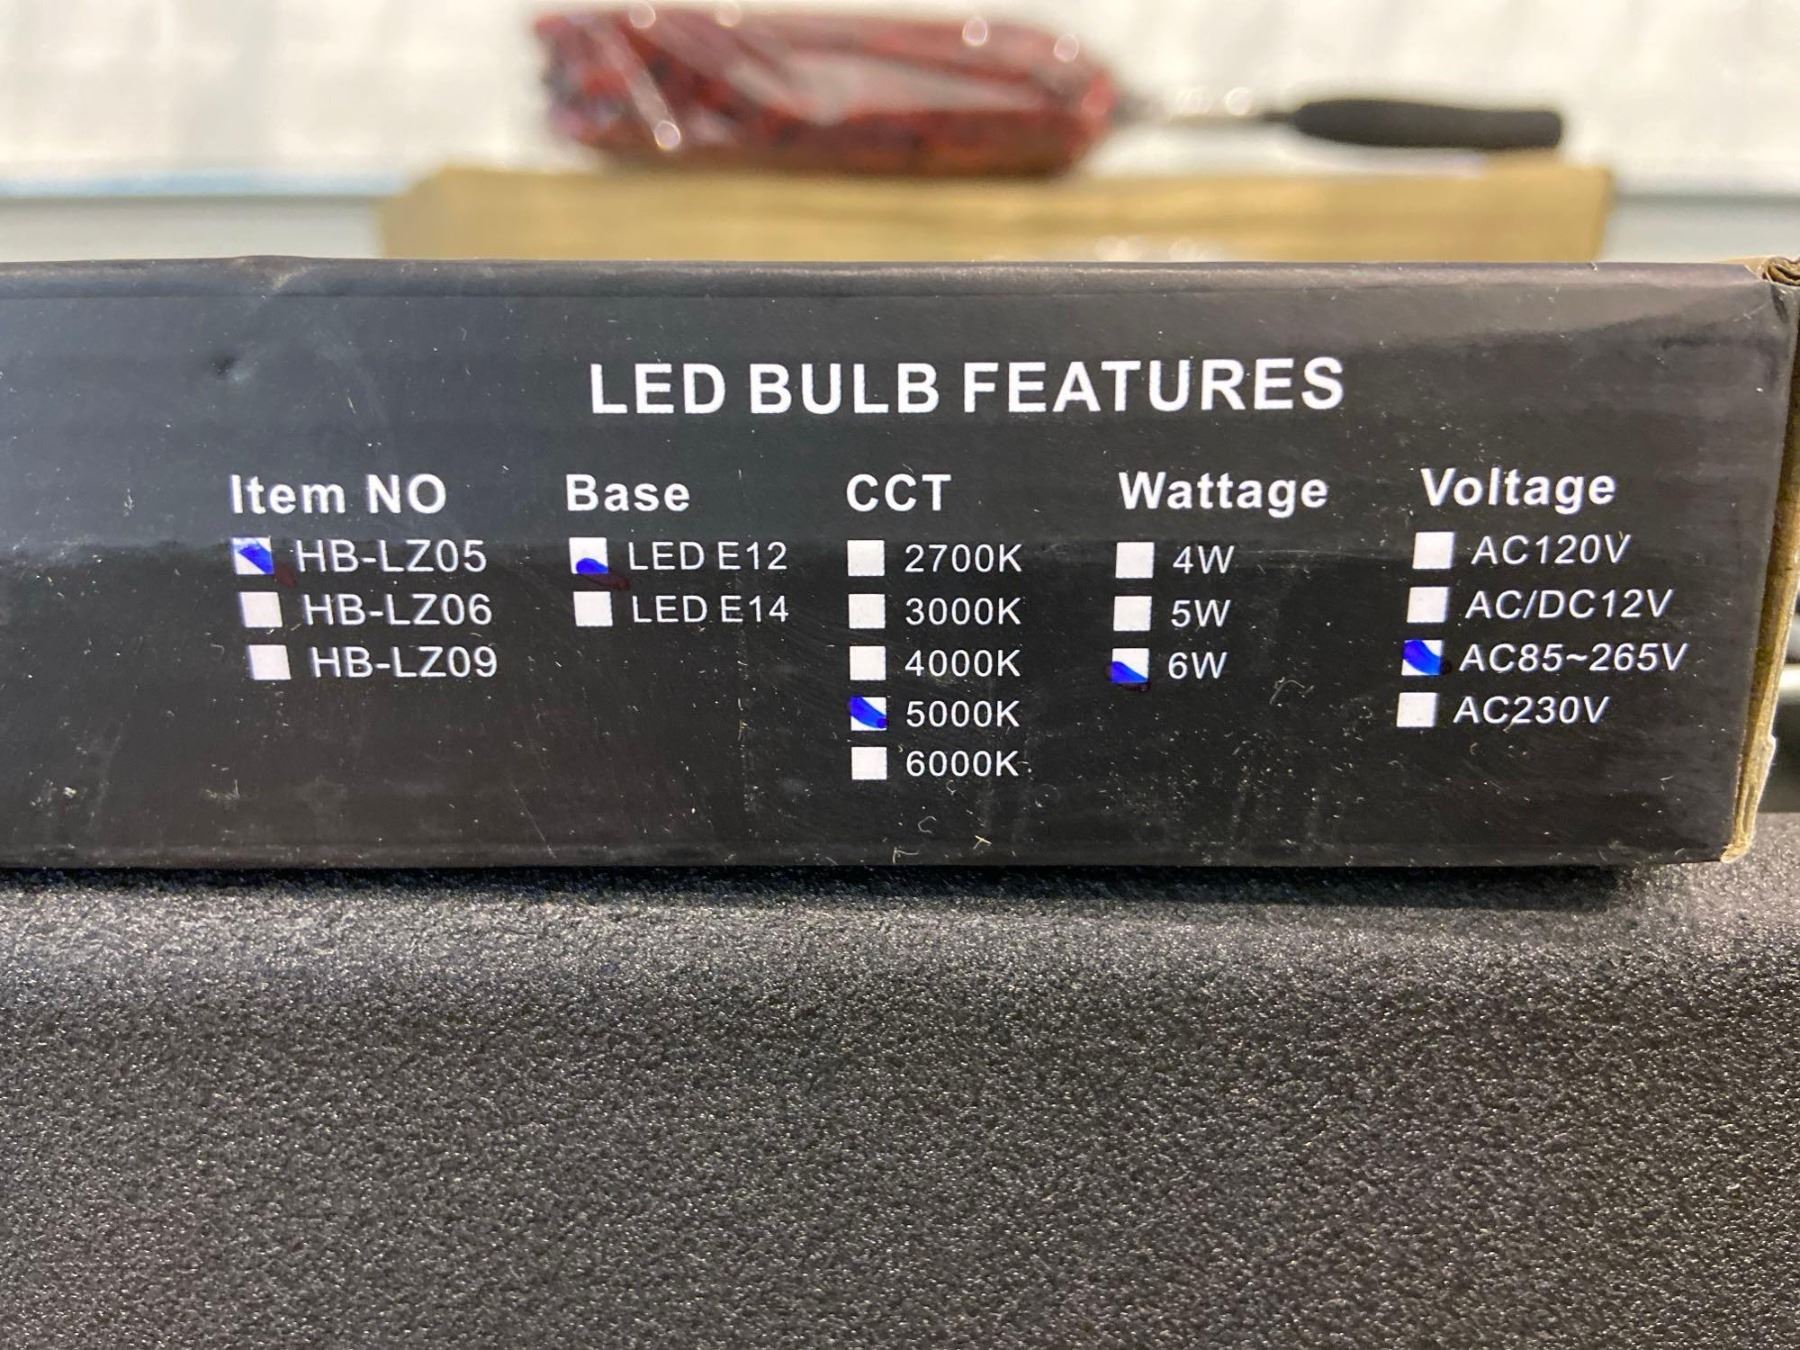 LED BULB FEATURES
Item NO Base CCT Wattage Voltage
HB-LZ05 LED E12 2700K 4W AC120V
HB-LZ06 LED E14 3000K 5W AC/DC12V
HB-LZ09 4000K 6W AC85~265V
5000K AC230V
6000K